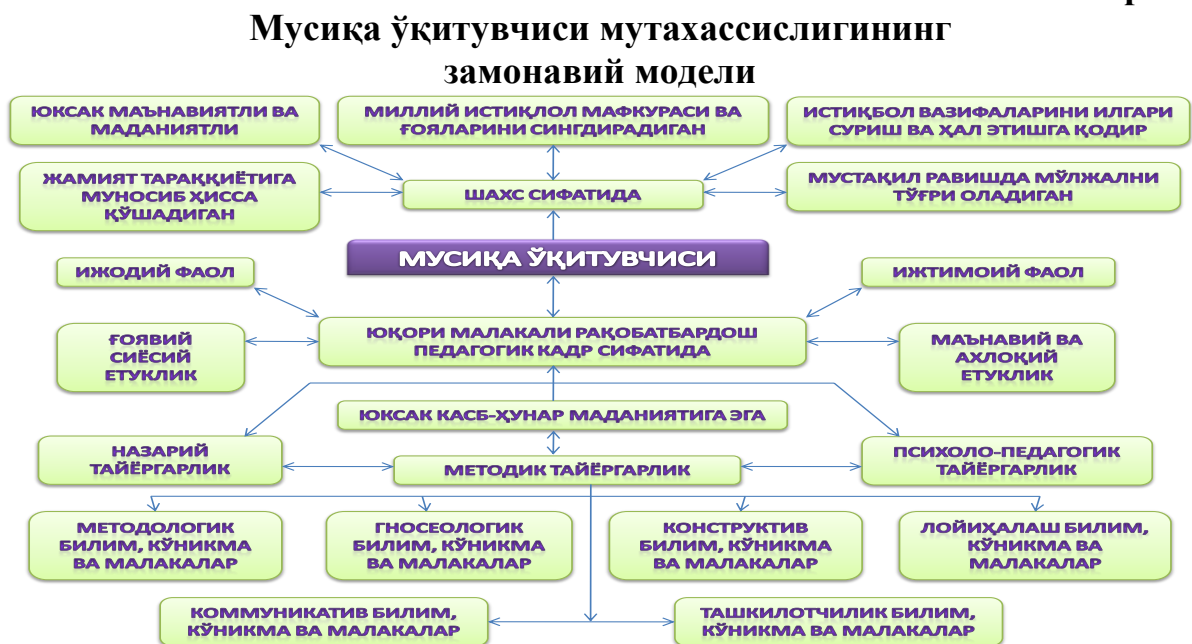 Мусиқа ўқитувчиси мутахассислигининг
замонавий модели
ЮКСАК МАЪНАВИЯТЛИ ВА
МАДАНИЯТЛИ
МИЛЛИЙ ИСТИҚЛОЛ МАФКУРАСИ ВА
ҒОЯЛАРИНИ СИНГДИРАДИГАН
ИСТИҚБОЛ ВАЗИФАЛАРИНИ ИЛГАРИ
СУРИШ ВА ҲАЛ ЭТИШГА ҚОДИР
ЖАМИЯТ ТАРАҚҚИЁТИГА
МУНОСИБ ҲИССА
ҚЎШАДИГАН
ШАХС СИФАТИДА
МУСТАҚИЛ РАВИШДА МЎЛЖАЛНИ
ТЎҒРИ ОЛАДИГАН
МУСИҚА ЎҚИТУВЧИСИ
ИЖОДИЙ ФАОЛ
ИЖТИМОИЙ ФАОЛ
ҒОЯВИЙ
СИЁСИЙ
ЕТУКЛИК
ЮҚОРИ МАЛАКАЛИ РАҚОБАТБАРДОШ
ПЕДАГОГИК КАДР СИФАТИДА
МАЪНАВИЙ ВА
АХЛОҚИЙ
ЕТУКЛИК
ЮКСАК КАСБ-ҲУНАР МАДАНИЯТИГА ЭГА
НАЗАРИЙ
ТАЙЁРГАРЛИК
МЕТОДИК ТАЙЁРГАРЛИК
ПСИХОЛО-ПЕДАГОГИК
ТАЙЁРГАРЛИК
МЕТОДОЛОГИК
БИЛИМ, КЎНИКМА
ВА МАЛАКАЛАР
ГНОСЕОЛОГИК
БИЛИМ, КЎНИКМА
ВА МАЛАКАЛАР
КОНСТРУКТИВ
БИЛИМ, КЎНИКМА
ВА МАЛАКАЛАР
ЛОЙИҲАЛАШ БИЛИМ,
КЎНИКМА ВА
МАЛАКАЛАР
КОММУНИКАТИВ БИЛИМ,
КЎНИКМА ВА МАЛАКАЛАР
ТАШКИЛОТЧИЛИК БИЛИМ,
КЎНИКМА ВА МАЛАКАЛАР